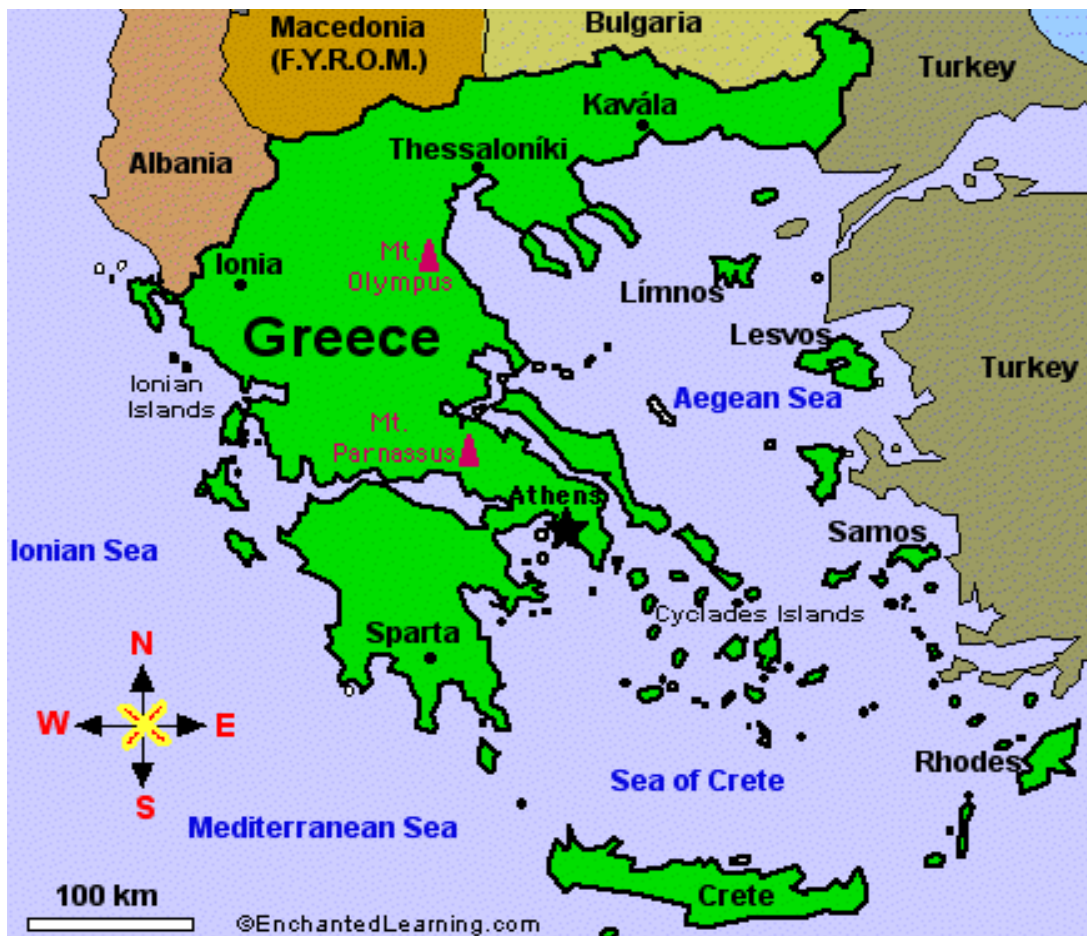 Macedonia
(F.Y.R.O.M.)
Bulgaria
Turkey
Kavála
Albania
Thessaloníki
Mt.
Olympus
Ionia
Límnos
Greece
Lesvos
Turkey
Ionian
Islands
Aegean Sea
Mt.
Parnassus
Athens
Ionian Sea
Samos
Cyclades Islands
Sparta
N
W
E
S
Rhodes
Sea of Crete
Mediterranean Sea
Crete
100 km
©EnchantedLearning.com